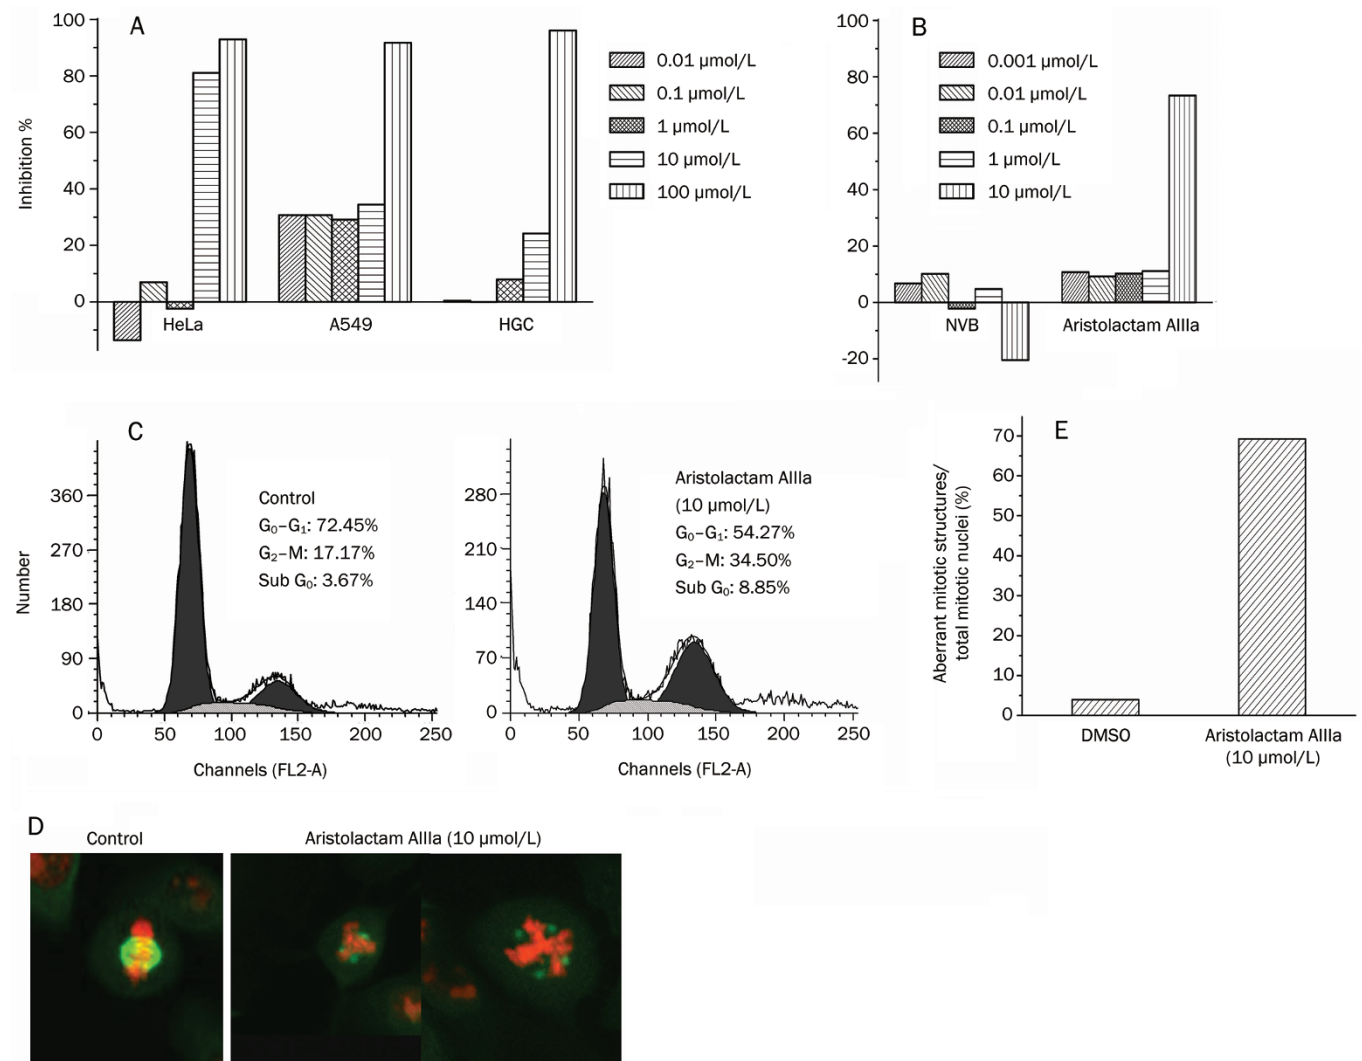 A
100
80
60
40
20
0
Inhibition %
HeLa
A549
HGC
0.01 µmol/L
0.1 µmol/L
1 µmol/L
10 µmol/L
100 µmol/L
B
100
80
60
40
20
0
-20
NVB
Aristolactam AIIIa
0.001 µmol/L
0.01 µmol/L
0.1 µmol/L
1 µmol/L
10 µmol/L
C
Number
360
270
180
90
0
0 50 100 150 200 250
Channels (FL2-A)
Control
G₀–G₁: 72.45%
G₂–M: 17.17%
Sub G₀: 3.67%
280
210
140
70
0
0 50 100 150 200 250
Channels (FL2-A)
Aristolactam AIIIa
(10 µmol/L)
G₀–G₁: 54.27%
G₂–M: 34.50%
Sub G₀: 8.85%
E
Aberrant mitotic structures/
total mitotic nuclei (%)
70
60
50
40
30
20
10
0
DMSO
Aristolactam AIIIa
(10 µmol/L)
D
Control
Aristolactam AIIIa (10 µmol/L)